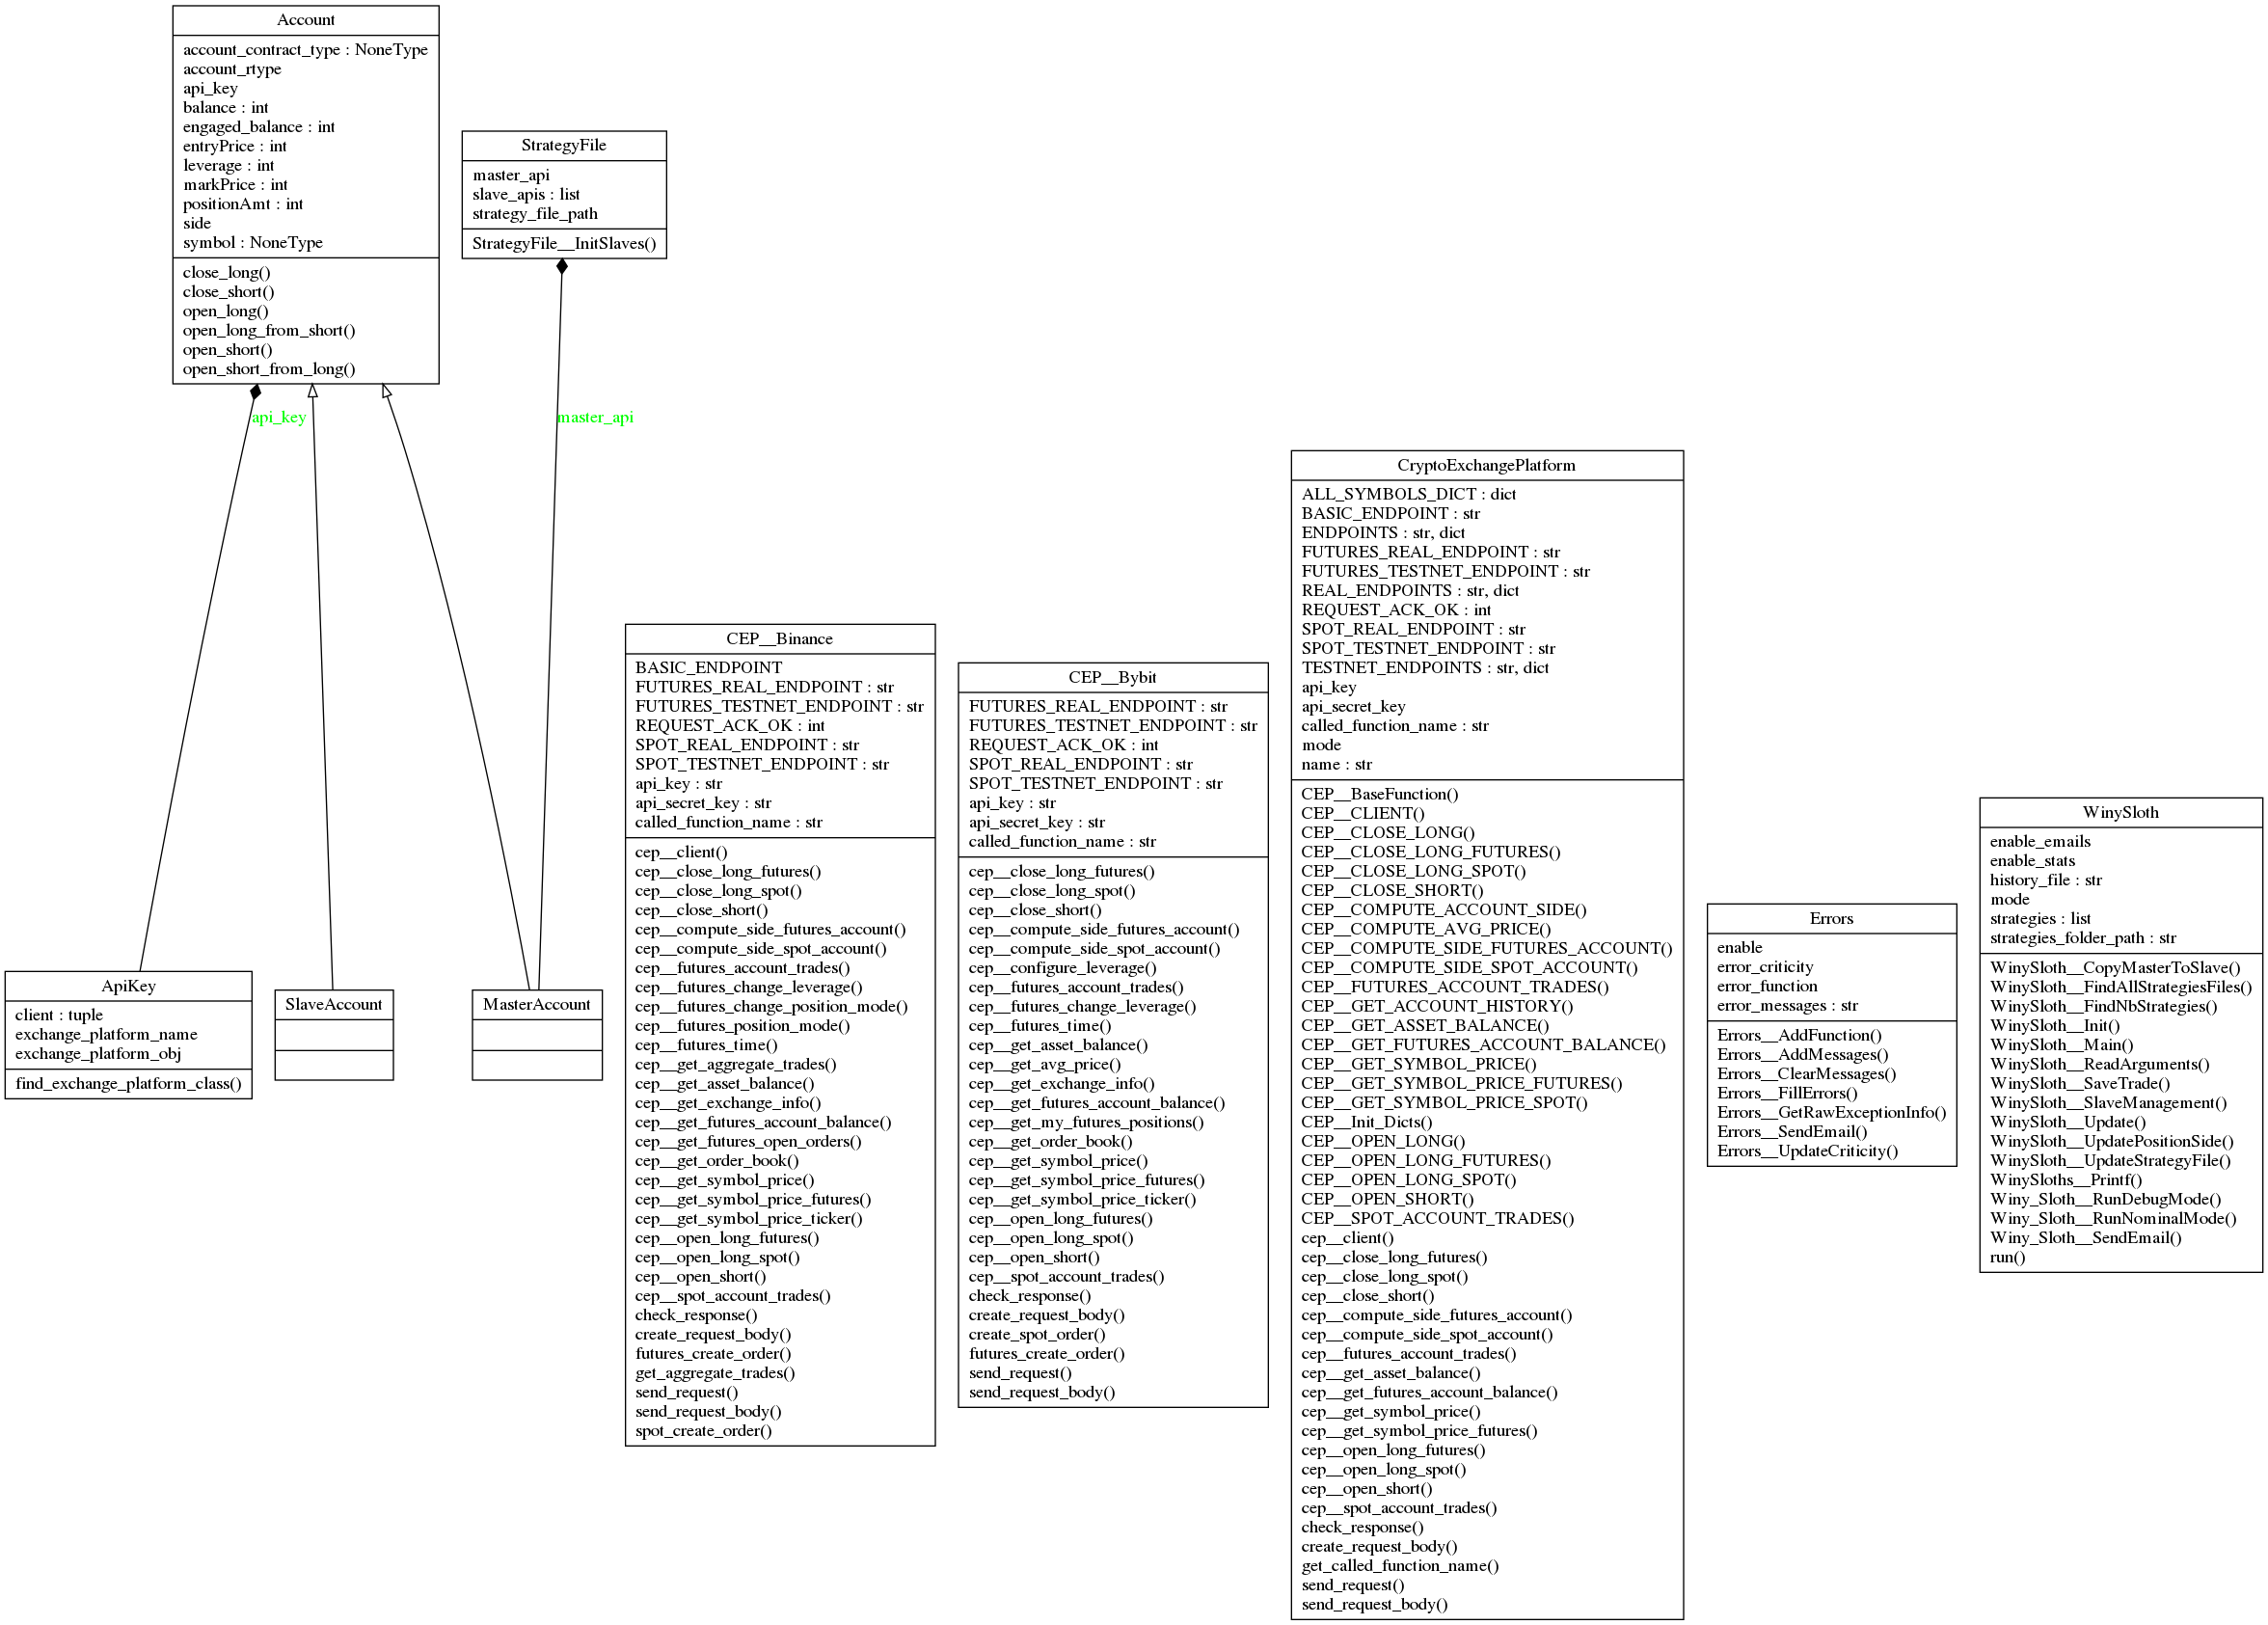 Account
account_contract_type : NoneType
account_rtype
api_key
balance : int
engaged_balance : int
entryPrice : int
leverage : int
markPrice : int
positionAmt : int
side
symbol : NoneType
close_long()
close_short()
open_long()
open_long_from_short()
open_short()
open_short_from_long()
StrategyFile
master_api
slave_apis : list
strategy_file_path
StrategyFile__InitSlaves()
api_key
master_api
ApiKey
client : tuple
exchange_platform_name
exchange_platform_obj
find_exchange_platform_class()
SlaveAccount
MasterAccount
CEP__Binance
BASIC_ENDPOINT
FUTURES_REAL_ENDPOINT : str
FUTURES_TESTNET_ENDPOINT : str
REQUEST_ACK_OK : int
SPOT_REAL_ENDPOINT : str
SPOT_TESTNET_ENDPOINT : str
api_key : str
api_secret_key : str
called_function_name : str
cep__client()
cep__close_long_futures()
cep__close_long_spot()
cep__close_short()
cep__compute_side_futures_account()
cep__compute_side_spot_account()
cep__futures_account_trades()
cep__futures_change_leverage()
cep__futures_change_position_mode()
cep__futures_position_mode()
cep__futures_time()
cep__get_aggregate_trades()
cep__get_asset_balance()
cep__get_exchange_info()
cep__get_futures_account_balance()
cep__get_futures_open_orders()
cep__get_order_book()
cep__get_symbol_price()
cep__get_symbol_price_futures()
cep__get_symbol_price_ticker()
cep__open_long_futures()
cep__open_long_spot()
cep__open_short()
cep__spot_account_trades()
check_response()
create_request_body()
futures_create_order()
get_aggregate_trades()
send_request()
send_request_body()
spot_create_order()
CEP__Bybit
FUTURES_REAL_ENDPOINT : str
FUTURES_TESTNET_ENDPOINT : str
REQUEST_ACK_OK : int
SPOT_REAL_ENDPOINT : str
SPOT_TESTNET_ENDPOINT : str
api_key : str
api_secret_key : str
called_function_name : str
cep__close_long_futures()
cep__close_long_spot()
cep__close_short()
cep__compute_side_futures_account()
cep__compute_side_spot_account()
cep__configure_leverage()
cep__futures_account_trades()
cep__futures_change_leverage()
cep__futures_time()
cep__get_asset_balance()
cep__get_avg_price()
cep__get_exchange_info()
cep__get_futures_account_balance()
cep__get_my_futures_positions()
cep__get_order_book()
cep__get_symbol_price()
cep__get_symbol_price_futures()
cep__get_symbol_price_ticker()
cep__open_long_futures()
cep__open_long_spot()
cep__open_short()
cep__spot_account_trades()
check_response()
create_request_body()
create_spot_order()
futures_create_order()
send_request()
send_request_body()
CryptoExchangePlatform
ALL_SYMBOLS_DICT : dict
BASIC_ENDPOINT : str
ENDPOINTS : str, dict
FUTURES_REAL_ENDPOINT : str
FUTURES_TESTNET_ENDPOINT : str
REAL_ENDPOINTS : str, dict
REQUEST_ACK_OK : int
SPOT_REAL_ENDPOINT : str
SPOT_TESTNET_ENDPOINT : str
TESTNET_ENDPOINTS : str, dict
api_key
api_secret_key
called_function_name : str
mode
name : str
CEP__BaseFunction()
CEP__CLIENT()
CEP__CLOSE_LONG()
CEP__CLOSE_LONG_FUTURES()
CEP__CLOSE_LONG_SPOT()
CEP__CLOSE_SHORT()
CEP__COMPUTE_ACCOUNT_SIDE()
CEP__COMPUTE_AVG_PRICE()
CEP__COMPUTE_SIDE_FUTURES_ACCOUNT()
CEP__COMPUTE_SIDE_SPOT_ACCOUNT()
CEP__FUTURES_ACCOUNT_TRADES()
CEP__GET_ACCOUNT_HISTORY()
CEP__GET_ASSET_BALANCE()
CEP__GET_FUTURES_ACCOUNT_BALANCE()
CEP__GET_SYMBOL_PRICE()
CEP__GET_SYMBOL_PRICE_FUTURES()
CEP__GET_SYMBOL_PRICE_SPOT()
CEP__Init_Dicts()
CEP__OPEN_LONG()
CEP__OPEN_LONG_FUTURES()
CEP__OPEN_LONG_SPOT()
CEP__OPEN_SHORT()
CEP__SPOT_ACCOUNT_TRADES()
cep__client()
cep__close_long_futures()
cep__close_long_spot()
cep__close_short()
cep__compute_side_futures_account()
cep__compute_side_spot_account()
cep__futures_account_trades()
cep__get_asset_balance()
cep__get_futures_account_balance()
cep__get_symbol_price()
cep__get_symbol_price_futures()
cep__open_long_futures()
cep__open_long_spot()
cep__open_short()
cep__spot_account_trades()
check_response()
create_request_body()
get_called_function_name()
send_request()
send_request_body()
Errors
enable
error_criticity
error_function
error_messages : str
Errors__AddFunction()
Errors__AddMessages()
Errors__ClearMessages()
Errors__FillErrors()
Errors__GetRawExceptionInfo()
Errors__SendEmail()
Errors__UpdateCriticity()
WinySloth
enable_emails
enable_stats
history_file : str
mode
strategies : list
strategies_folder_path : str
WinySloth__CopyMasterToSlave()
WinySloth__FindAllStrategiesFiles()
WinySloth__FindNbStrategies()
WinySloth__Init()
WinySloth__Main()
WinySloth__ReadArguments()
WinySloth__SaveTrade()
WinySloth__SlaveManagement()
WinySloth__Update()
WinySloth__UpdatePositionSide()
WinySloth__UpdateStrategyFile()
WinySloths__Printf()
Winy_Sloth__RunDebugMode()
Winy_Sloth__RunNominalMode()
Winy_Sloth__SendEmail()
run()